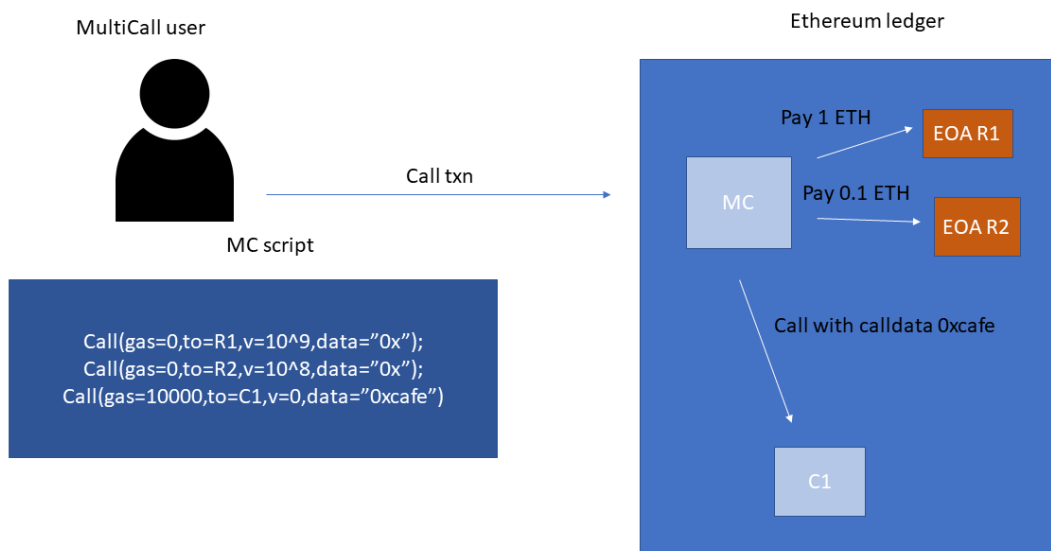 MultiCall user
Ethereum ledger
Pay 1 ETH
EOA R1
Call txn
MC
Pay 0.1 ETH
EOA R2
MC script
Call(gas=0,to=R1,v=10^9,data=”0x”);
Call(gas=0,to=R2,v=10^8,data=”0x”);
Call(gas=10000,to=C1,v=0,data=”0xcafe”)
Call with calldata 0xcafe
C1